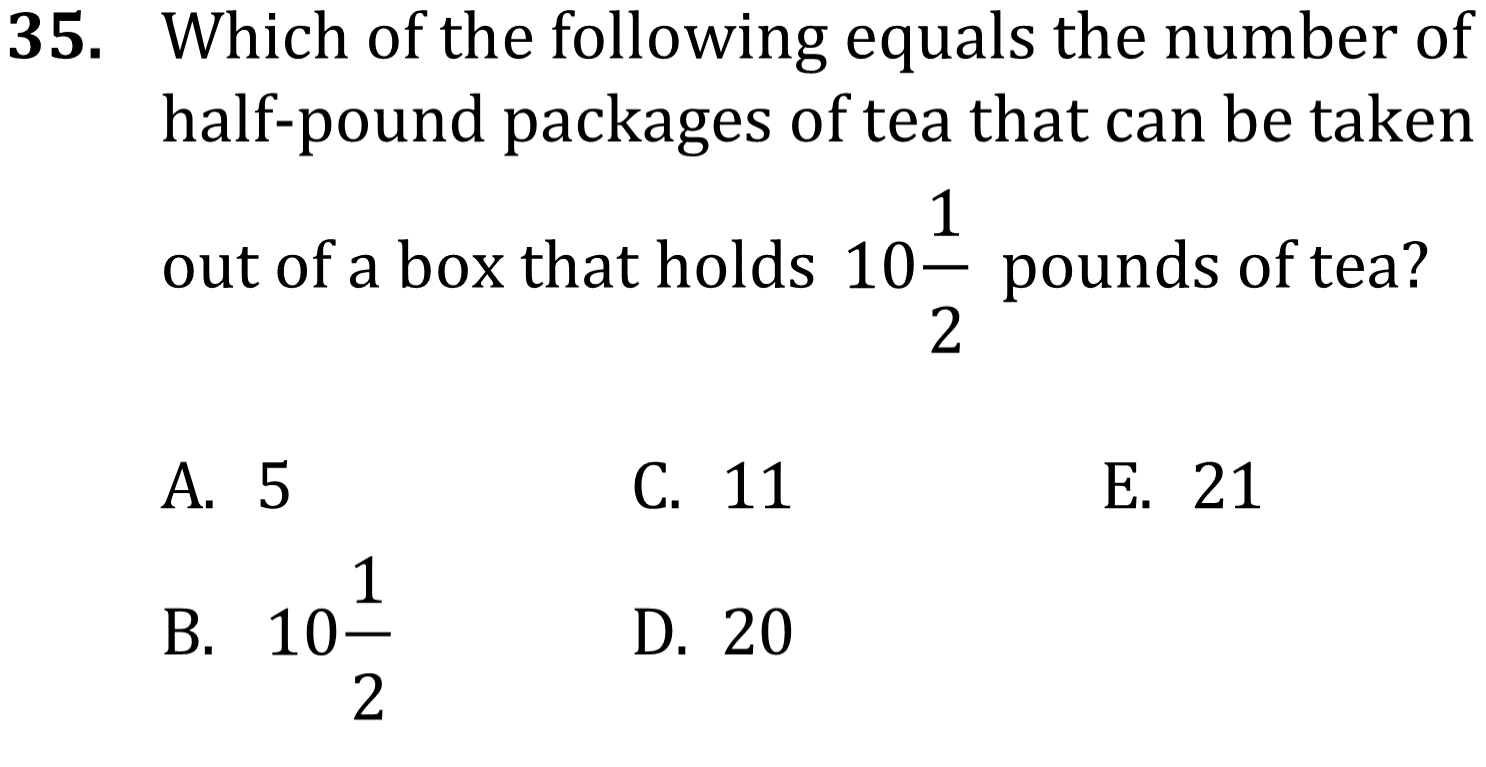 35. Which of the following equals the number of
half-pound packages of tea that can be taken
out of a box that holds 10 1/2 pounds of tea?
A. 5 C. 11 E. 21
B. 10 1/2 D. 20